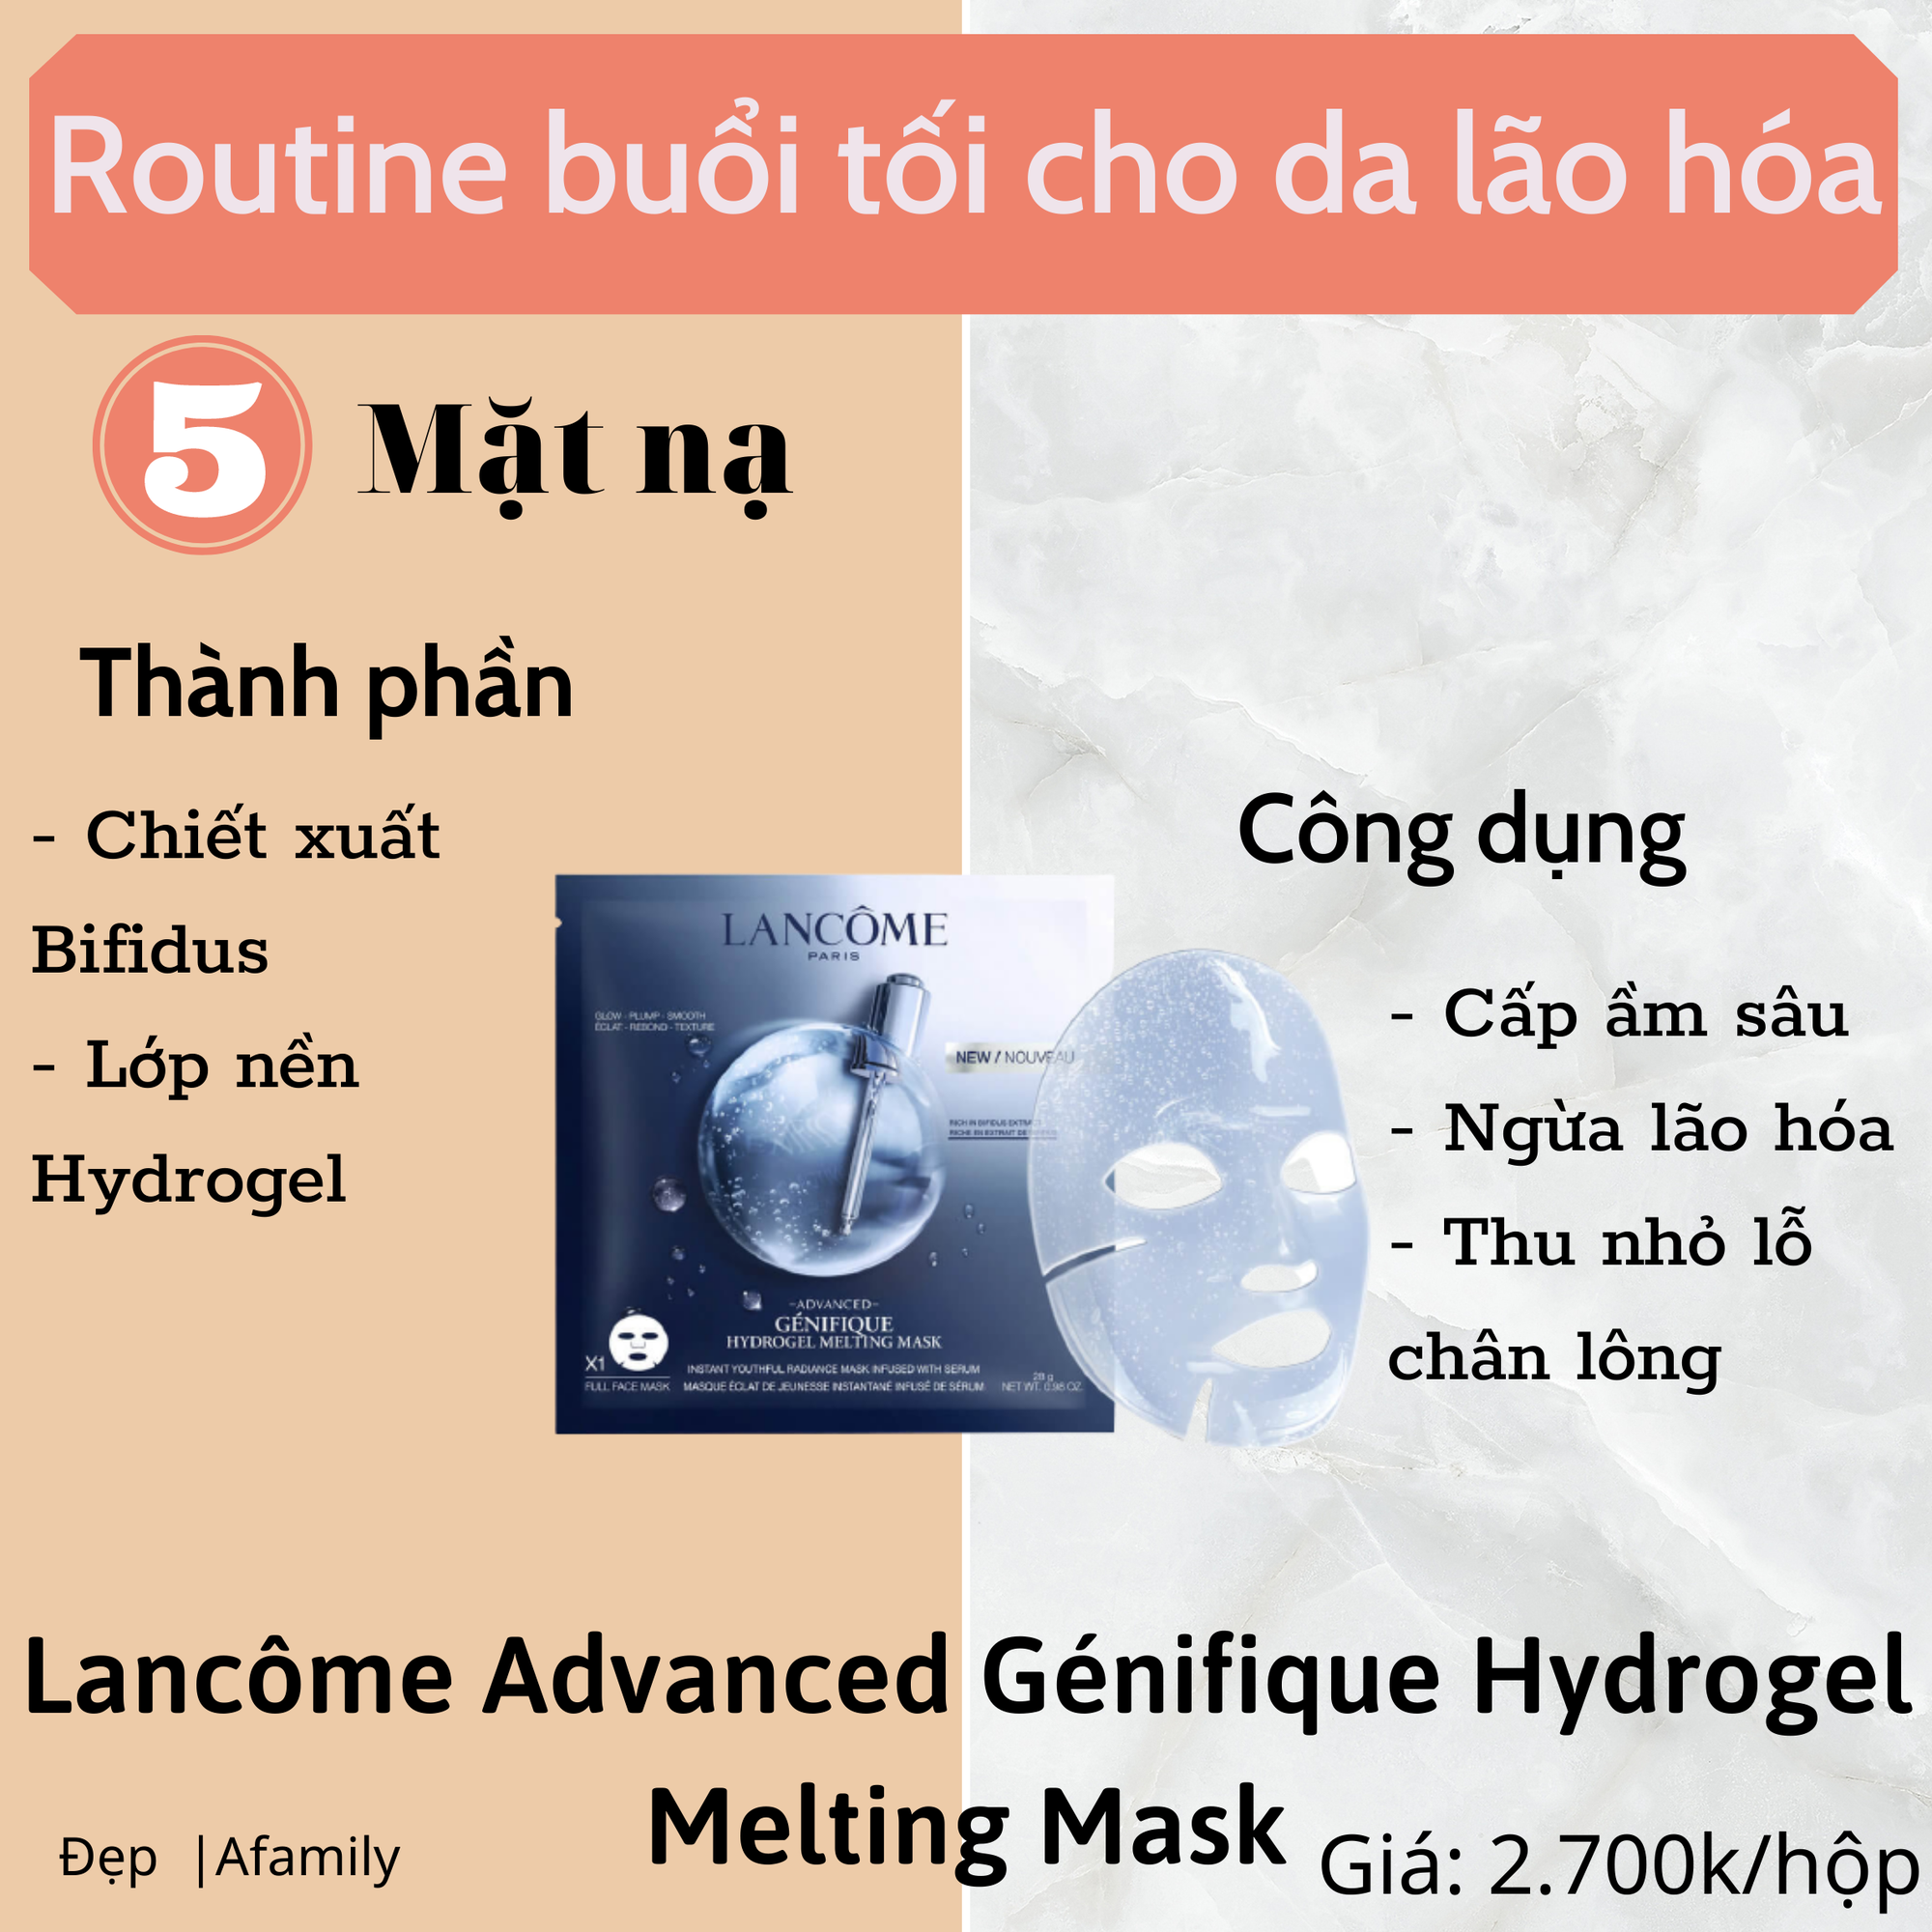 Routine buổi tối cho da lão hóa
5
Mặt nạ
Thành phần
- Chiết xuất
Bifidus
- Lớp nền
Hydrogel
LANCÔME
PARIS
GLOW - PLUMP - SMOOTH
ÉCLAT - REBOND - TEXTURE
NEW / NOUVEAU
RICH IN BIFIDUS EXTRACT
RICHE EN EXTRAIT DE
-ADVANCED-
GÉNIFIQUE
HYDROGEL MELTING MASK
X1
FULL FACE MASK
INSTANT YOUTHFUL RADIANCE MASK INFUSED WITH SERUM
MASQUE ÉCLAT DE JEUNESSE INSTANTANÉ INFUSÉ DE SÉRUM
28 g
NET WT. 0.98 OZ.
Công dụng
- Cấp ầm sâu
- Ngừa lão hóa
- Thu nhỏ lỗ
chân lông
Lancôme Advanced Génifique Hydrogel
Melting Mask
Đẹp |Afamily
Giá: 2.700k/hộp